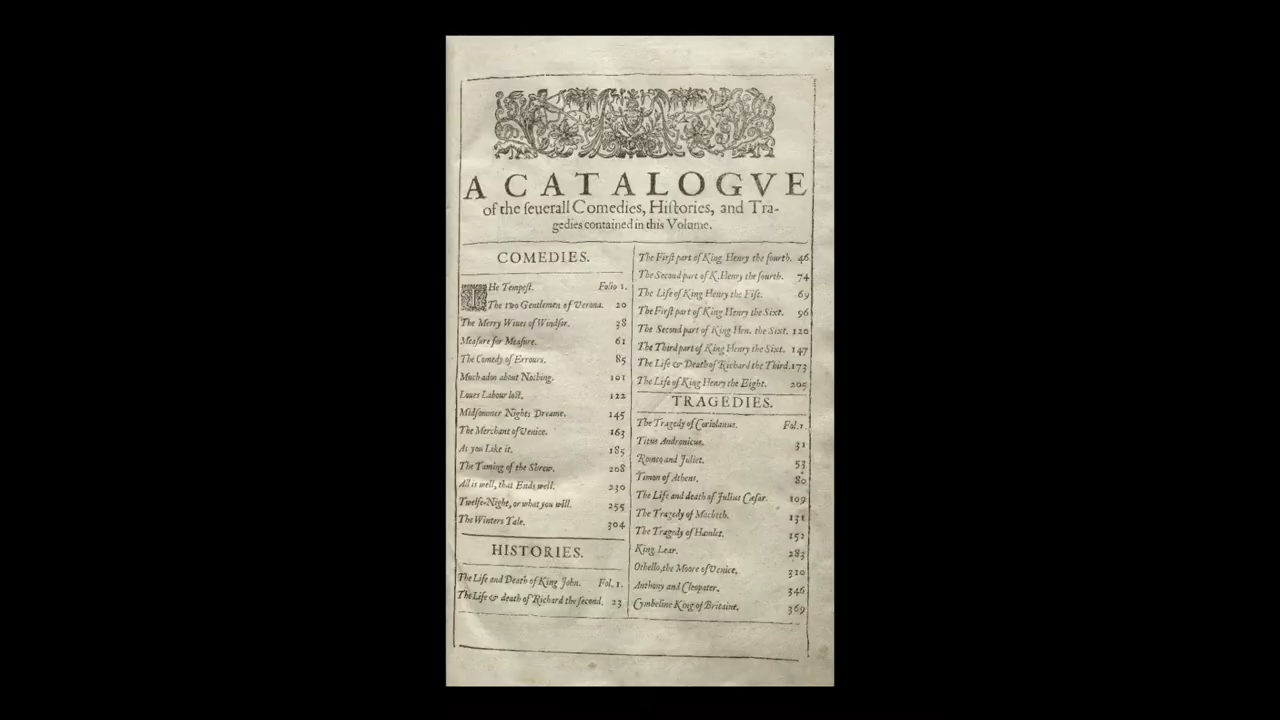 A CATALOGVE
of the ſeuerall Comedies, Hiſtories, and Tra-
gedies contained in this Volume.
COMEDIES.
THe Tempeſt. Folio 1.
The two Gentlemen of Verona. 20
The Merry Wiues of Windſor. 38
Meaſure for Meaſure. 61
The Comedy of Errours. 85
Much adoo about Nothing. 101
Loues Labour loſt. 122
Midſommer Nights Dreame. 145
The Merchant of Venice. 163
As you Like it. 185
The Taming of the Shrew. 208
All is well, that Ends well. 230
Twelfe-Night, or what you will. 255
The Winters Tale. 304
HISTORIES.
The Life and Death of King John. Fol. 1.
The Life & death of Richard the ſecond. 23
The Firſt part of King Henry the fourth. 46
The Second part of K. Henry the fourth. 74
The Life of King Henry the Fift. 69
The Firſt part of King Henry the Sixt. 96
The Second part of King Hen. the Sixt. 120
The Third part of King Henry the Sixt. 147
The Life & Death of Richard the Third. 173
The Life of King Henry the Eight. 205
TRAGEDIES.
The Tragedy of Coriolanus. Fol. 1.
Titus Andronicus. 31
Romeo and Juliet. 53
Timon of Athens. 80
The Life and death of Julius Cæſar. 109
The Tragedy of Macbeth. 131
The Tragedy of Hamlet. 152
King Lear. 283
Othello, the Moore of Venice. 310
Anthony and Cleopater. 346
Cymbeline King of Britaine. 369